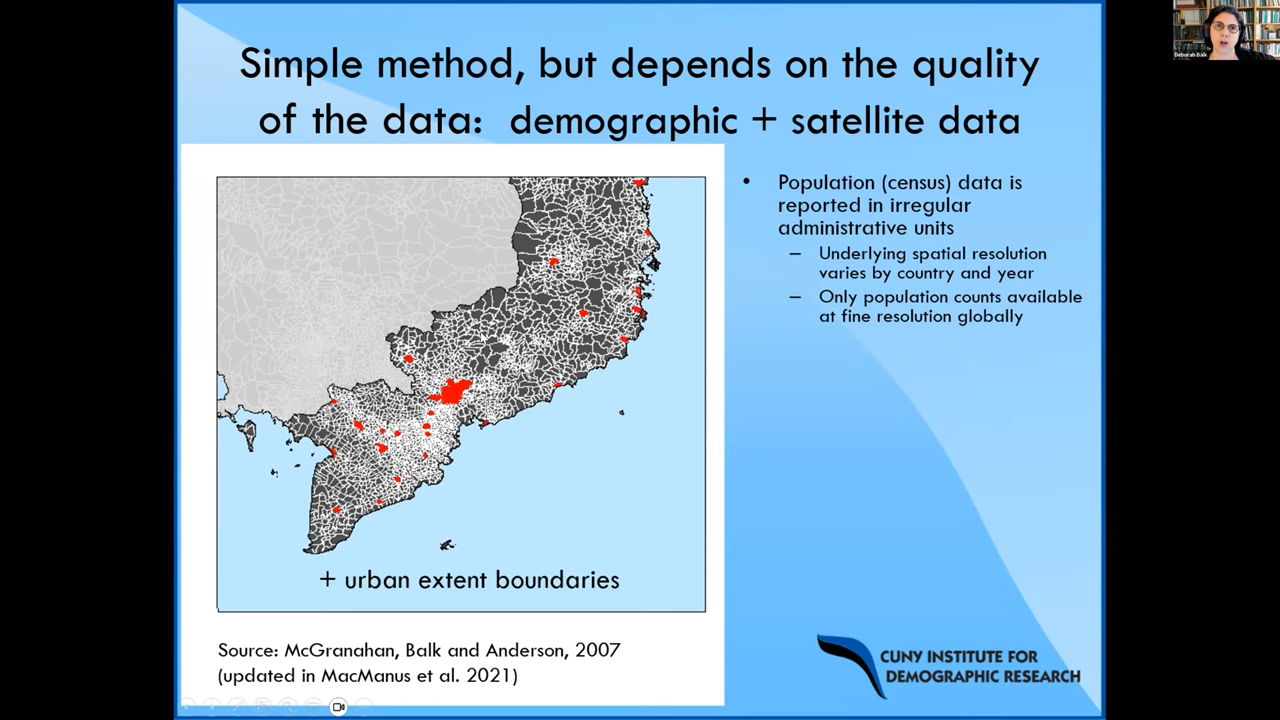 Simple method, but depends on the quality
of the data: demographic + satellite data
+ urban extent boundaries
Source: McGranahan, Balk and Anderson, 2007
(updated in MacManus et al. 2021)
• Population (census) data is
reported in irregular
administrative units
– Underlying spatial resolution
varies by country and year
– Only population counts available
at fine resolution globally
CUNY INSTITUTE FOR
DEMOGRAPHIC RESEARCH
Deborah Balk